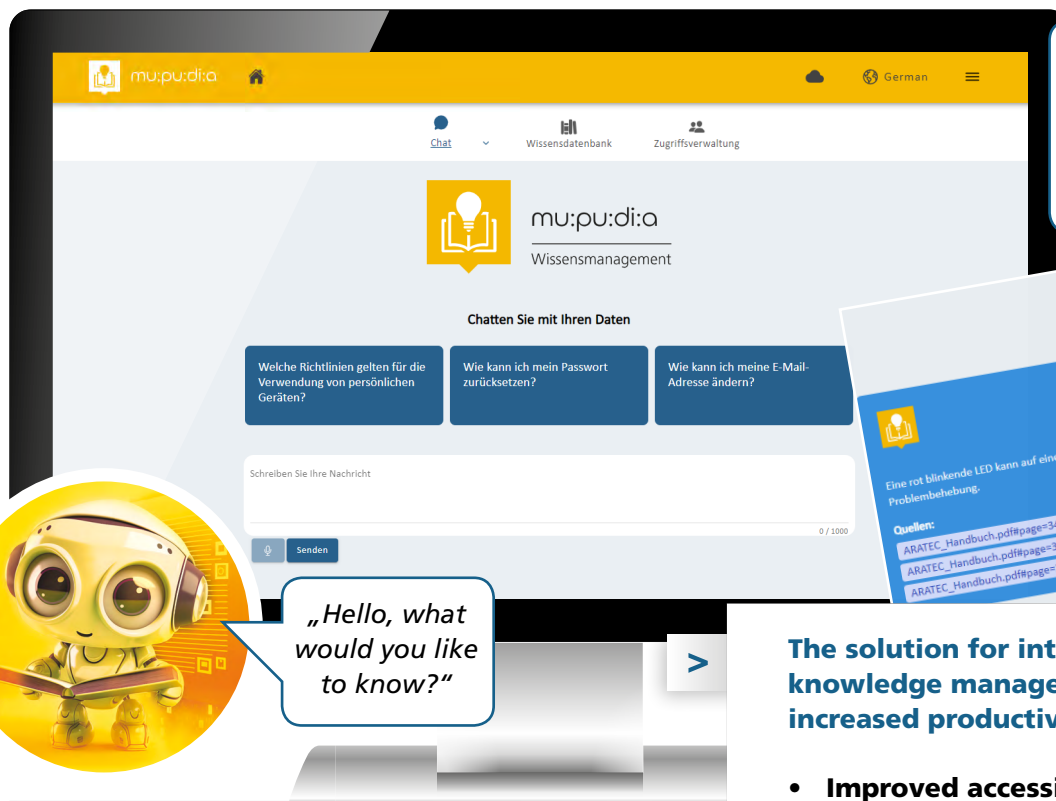 mu:pu:di:a
German
Chat
Wissensdatenbank
Zugriffsverwaltung
mu:pu:di:a
Wissensmanagement
Chatten Sie mit Ihren Daten
Welche Richtlinien gelten für die
Verwendung von persönlichen
Geräten?
Wie kann ich mein Passwort
zurücksetzen?
Wie kann ich meine E-Mail-
Adresse ändern?
Schreiben Sie Ihre Nachricht
0 / 1000
Senden
Eine rot blinkende LED kann auf eine
Problembehebung.
Quellen:
ARATEC_Handbuch.pdf#page=34
ARATEC_Handbuch.pdf#page=3
ARATEC_Handbuch.pdf#page=
„Hello, what
would you like
to know?“
>
The solution for int
knowledge manage
increased productiv
• Improved accessi